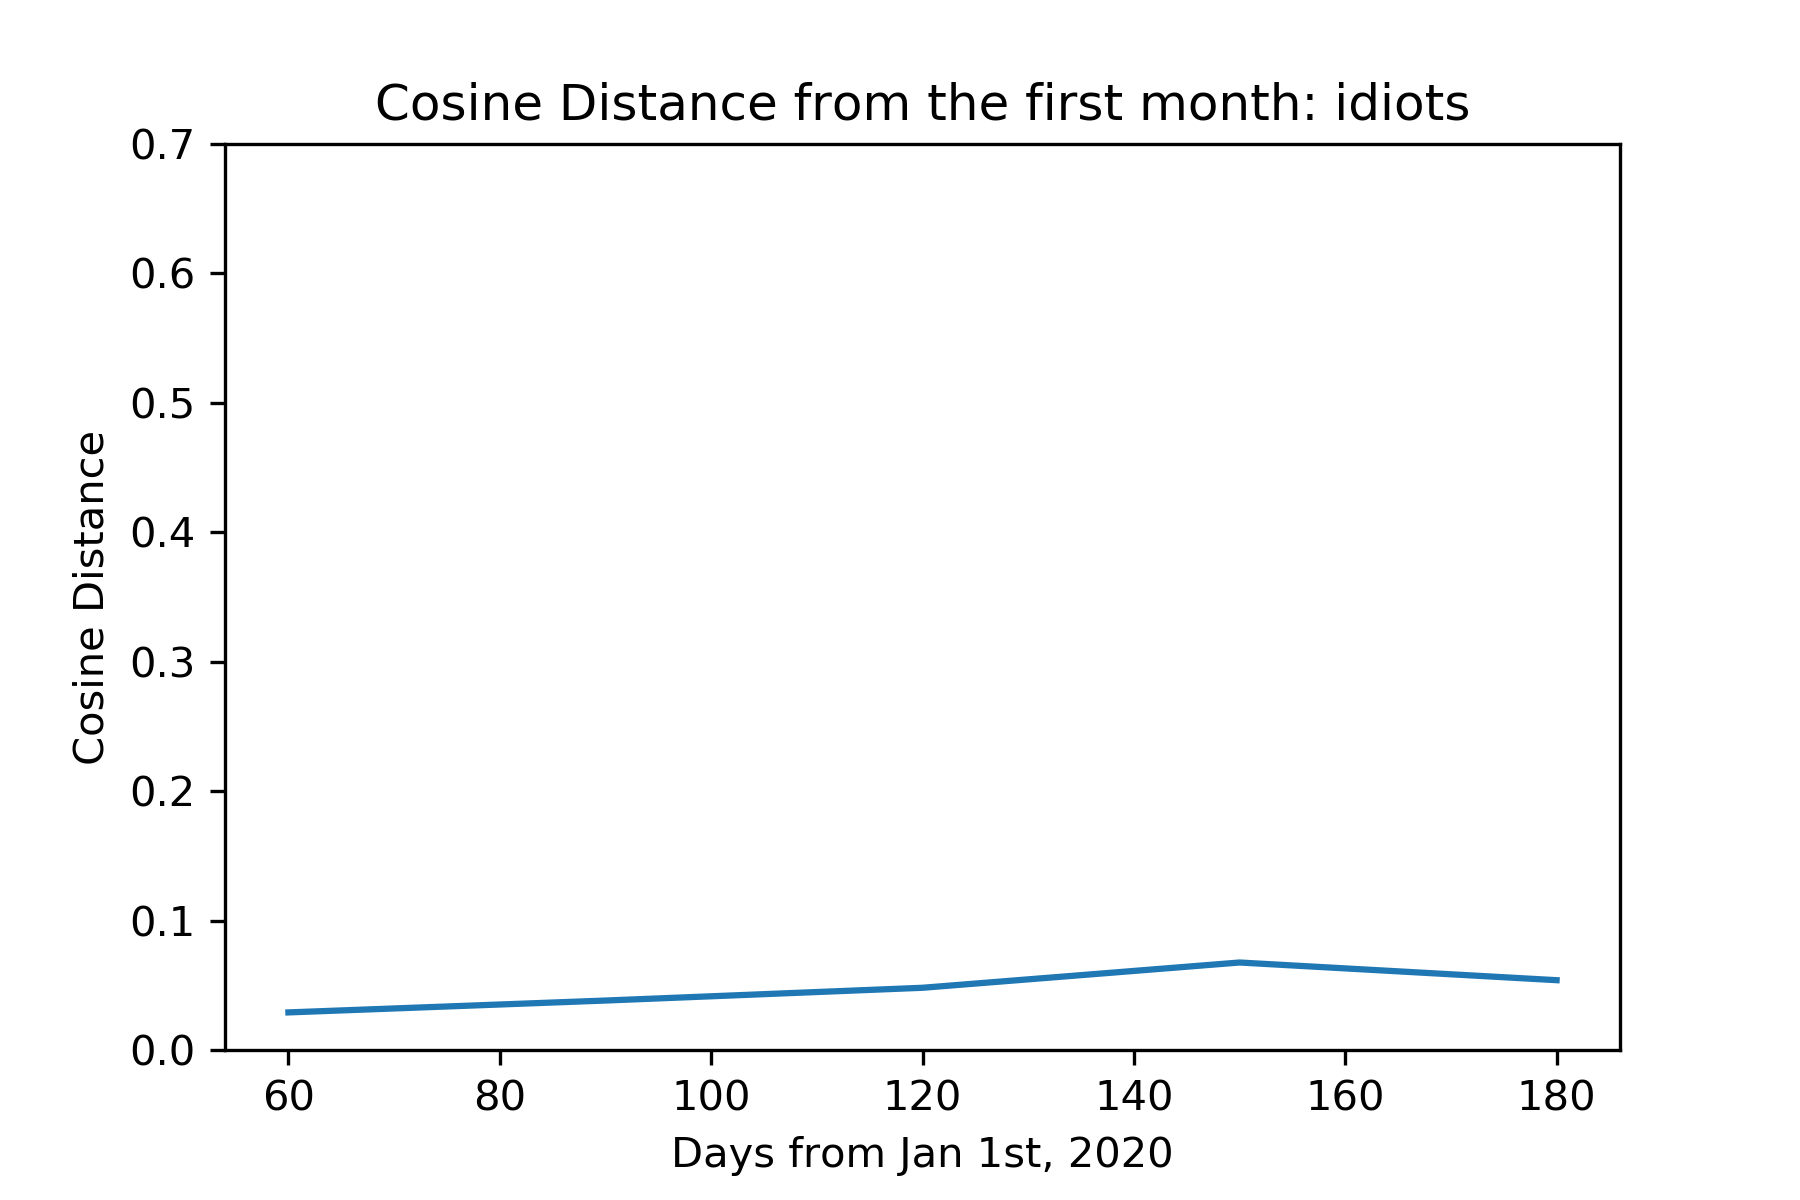 Cosine Distance from the first month: idiots
0.7
0.6
0.5
0.4
0.3
0.2
0.1
0.0
Cosine Distance
60 80 100 120 140 160 180
Days from Jan 1st, 2020